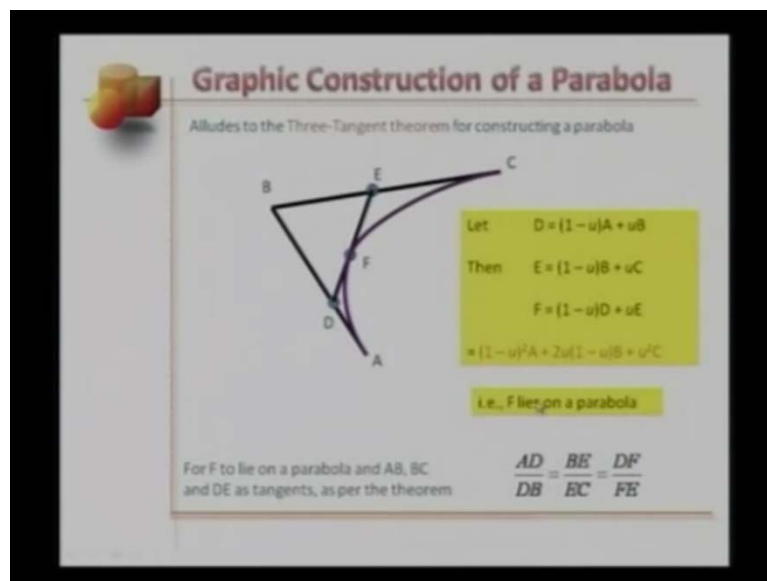 Graphic Construction of a Parabola
Alludes to the Three-Tangent theorem for constructing a parabola
B
E
C
F
D
A
Let D = (1 – u)A + uB
Then E = (1 – u)B + uC
F = (1 – u)D + uE
= (1 – u)²A + 2u(1 – u)B + u²C
i.e., F lies on a parabola
For F to lie on a parabola and AB, BC
and DE as tangents, as per the theorem
AD/DB = BE/EC = DF/FE